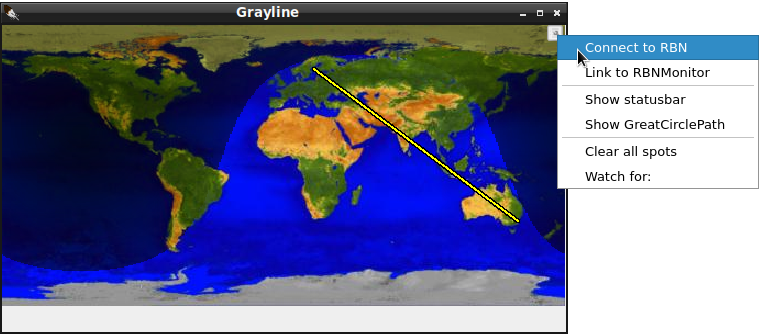 Grayline
Connect to RBN
Link to RBNMonitor
Show statusbar
Show GreatCirclePath
Clear all spots
Watch for: